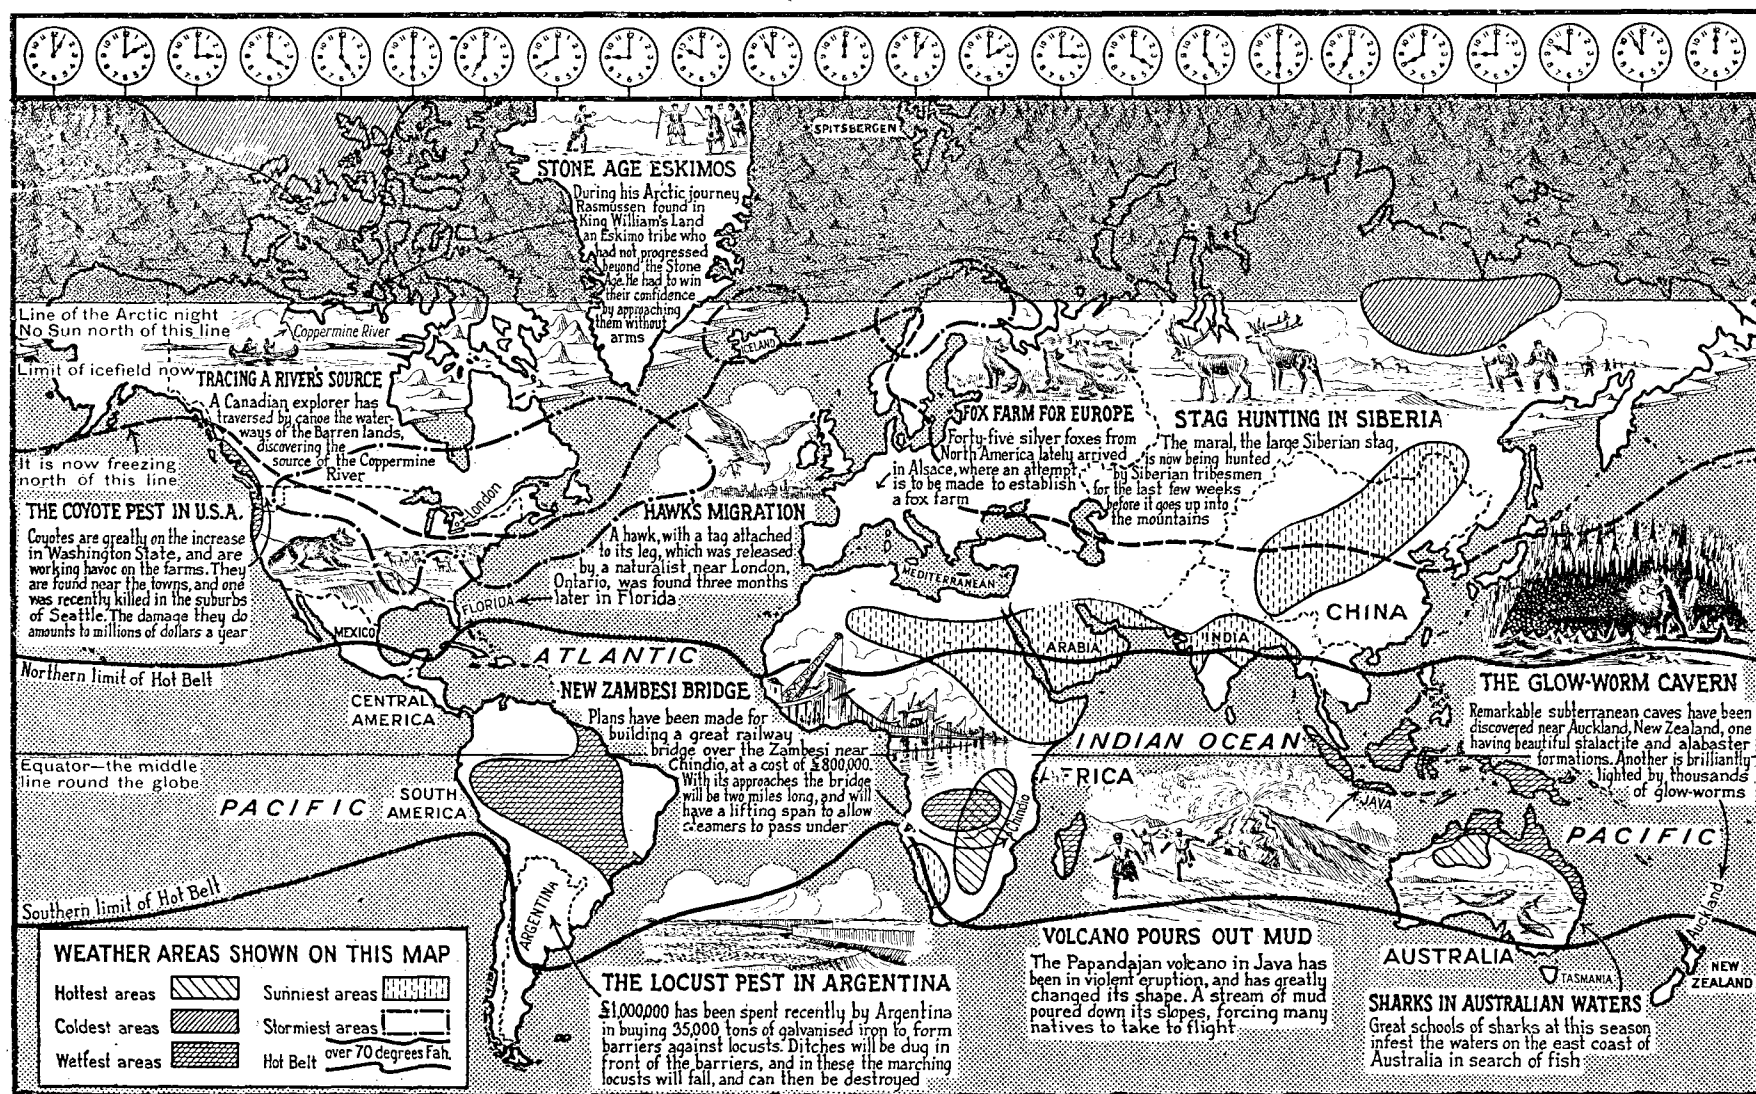 SPITSBERGEN
STONE AGE ESKIMOS
During his Arctic journey
Rasmussen found in
King William's Land
an Eskimo tribe who
had not progressed
beyond the Stone
Age. He had to win
their confidence
by approaching
them without
arms
ICELAND
Line of the Arctic night
No Sun north of this line
Coppermine River
Limit of icefield now
TRACING A RIVER'S SOURCE
A Canadian explorer has
traversed by canoe the water-
ways of the Barren lands,
discovering the
source of the Coppermine
River
It is now freezing
north of this line
London
THE COYOTE PEST IN U.S.A.
Coyotes are greatly on the increase
in Washington State, and are
working havoc on the farms. They
are found near the towns, and one
was recently killed in the suburbs
of Seattle. The damage they do
amounts to millions of dollars a year
HAWK'S MIGRATION
A hawk, with a tag attached
to its leg, which was released
by a naturalist near London,
Ontario, was found three months
later in Florida
FLORIDA
FOX FARM FOR EUROPE
Forty-five silver foxes from
North America lately arrived
in Alsace, where an attempt
is to be made to establish
a fox farm
STAG HUNTING IN SIBERIA
The maral, the large Siberian stag,
is now being hunted
by Siberian tribesmen
for the last few weeks
before it goes up into
the mountains
MEDITERRANEAN
MEXICO
ATLANTIC
ARABIA
INDIA
CHINA
Northern limit of Hot Belt
CENTRAL
AMERICA
NEW ZAMBESI BRIDGE
Plans have been made for
building a great railway
bridge over the Zambesi near
Chindio, at a cost of £800,000.
With its approaches the bridge
will be two miles long, and will
have a lifting span to allow
steamers to pass under
INDIAN OCEAN
AFRICA
Chindio
THE GLOW-WORM CAVERN
Remarkable subterranean caves have been
discovered near Auckland, New Zealand, one
having beautiful stalactite and alabaster
formations. Another is brilliantly
lighted by thousands
of glow-worms
Equator—the middle
line round the globe
PACIFIC
SOUTH
AMERICA
JAVA
PACIFIC
Southern limit of Hot Belt
ARGENTINA
Auckland
WEATHER AREAS SHOWN ON THIS MAP
Hottest areas
Sunniest areas
Coldest areas
Stormiest areas
Wettest areas
Hot Belt
over 70 degrees Fah.
THE LOCUST PEST IN ARGENTINA
£1,000,000 has been spent recently by Argentina
in buying 35,000 tons of galvanised iron to form
barriers against locusts. Ditches will be dug in
front of the barriers, and in these the marching
locusts will fall, and can then be destroyed
VOLCANO POURS OUT MUD
The Papandajan volcano in Java has
been in violent eruption, and has greatly
changed its shape. A stream of mud
poured down its slopes, forcing many
natives to take to flight
AUSTRALIA
TASMANIA
NEW
ZEALAND
SHARKS IN AUSTRALIAN WATERS
Great schools of sharks at this season
infest the waters on the east coast of
Australia in search of fish